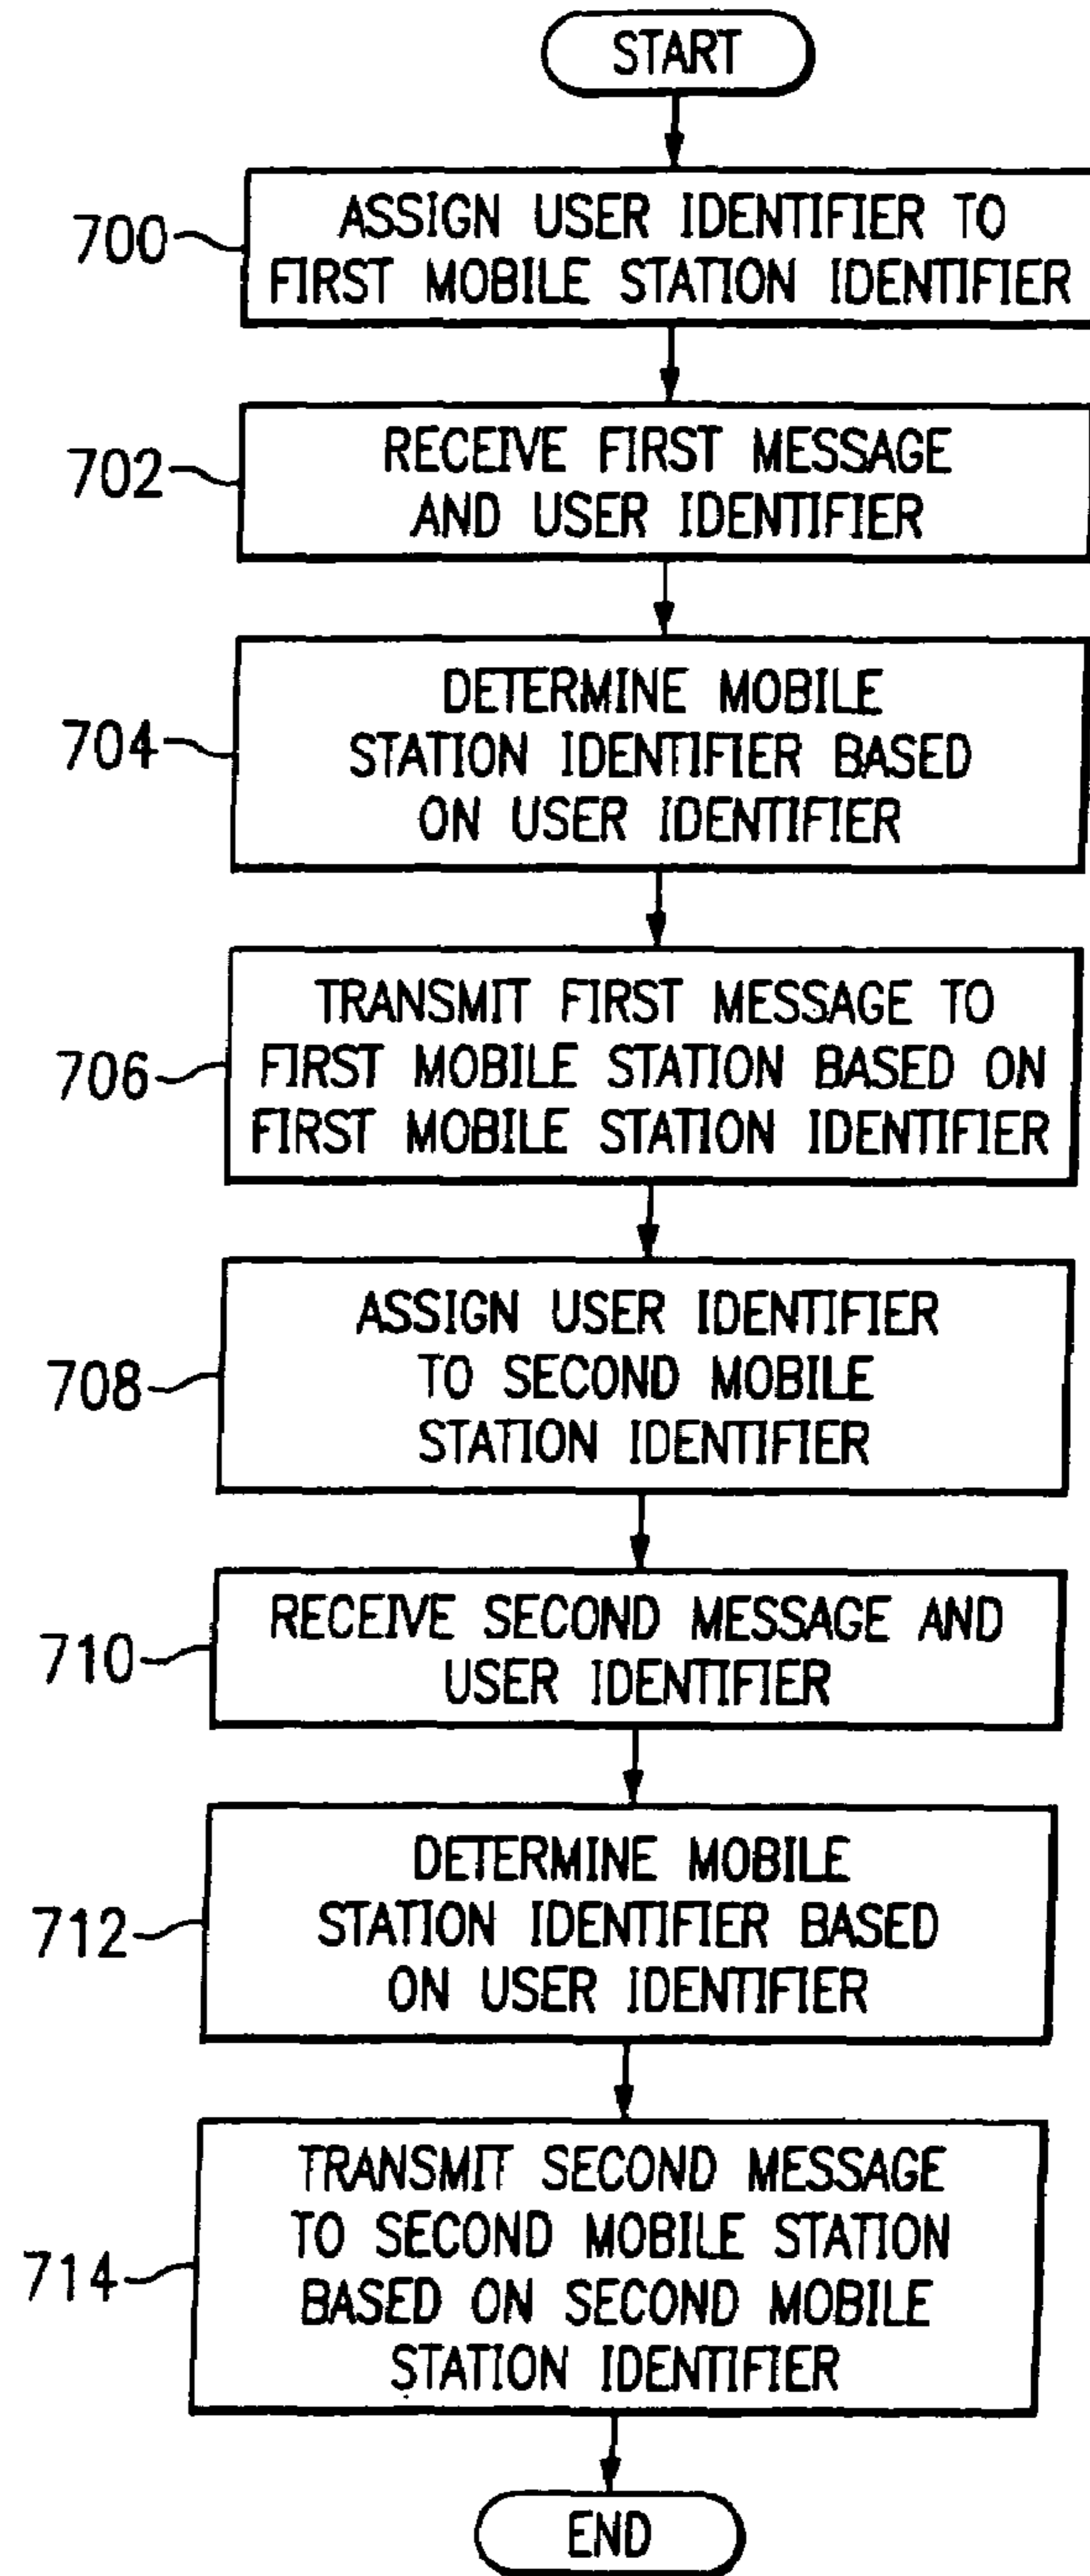 START
700
ASSIGN USER IDENTIFIER TO
FIRST MOBILE STATION IDENTIFIER
702
RECEIVE FIRST MESSAGE
AND USER IDENTIFIER
704
DETERMINE MOBILE
STATION IDENTIFIER BASED
ON USER IDENTIFIER
706
TRANSMIT FIRST MESSAGE TO
FIRST MOBILE STATION BASED ON
FIRST MOBILE STATION IDENTIFIER
708
ASSIGN USER IDENTIFIER
TO SECOND MOBILE
STATION IDENTIFIER
710
RECEIVE SECOND MESSAGE AND
USER IDENTIFIER
712
DETERMINE MOBILE
STATION IDENTIFIER BASED
ON USER IDENTIFIER
714
TRANSMIT SECOND MESSAGE
TO SECOND MOBILE STATION
BASED ON SECOND MOBILE
STATION IDENTIFIER
END